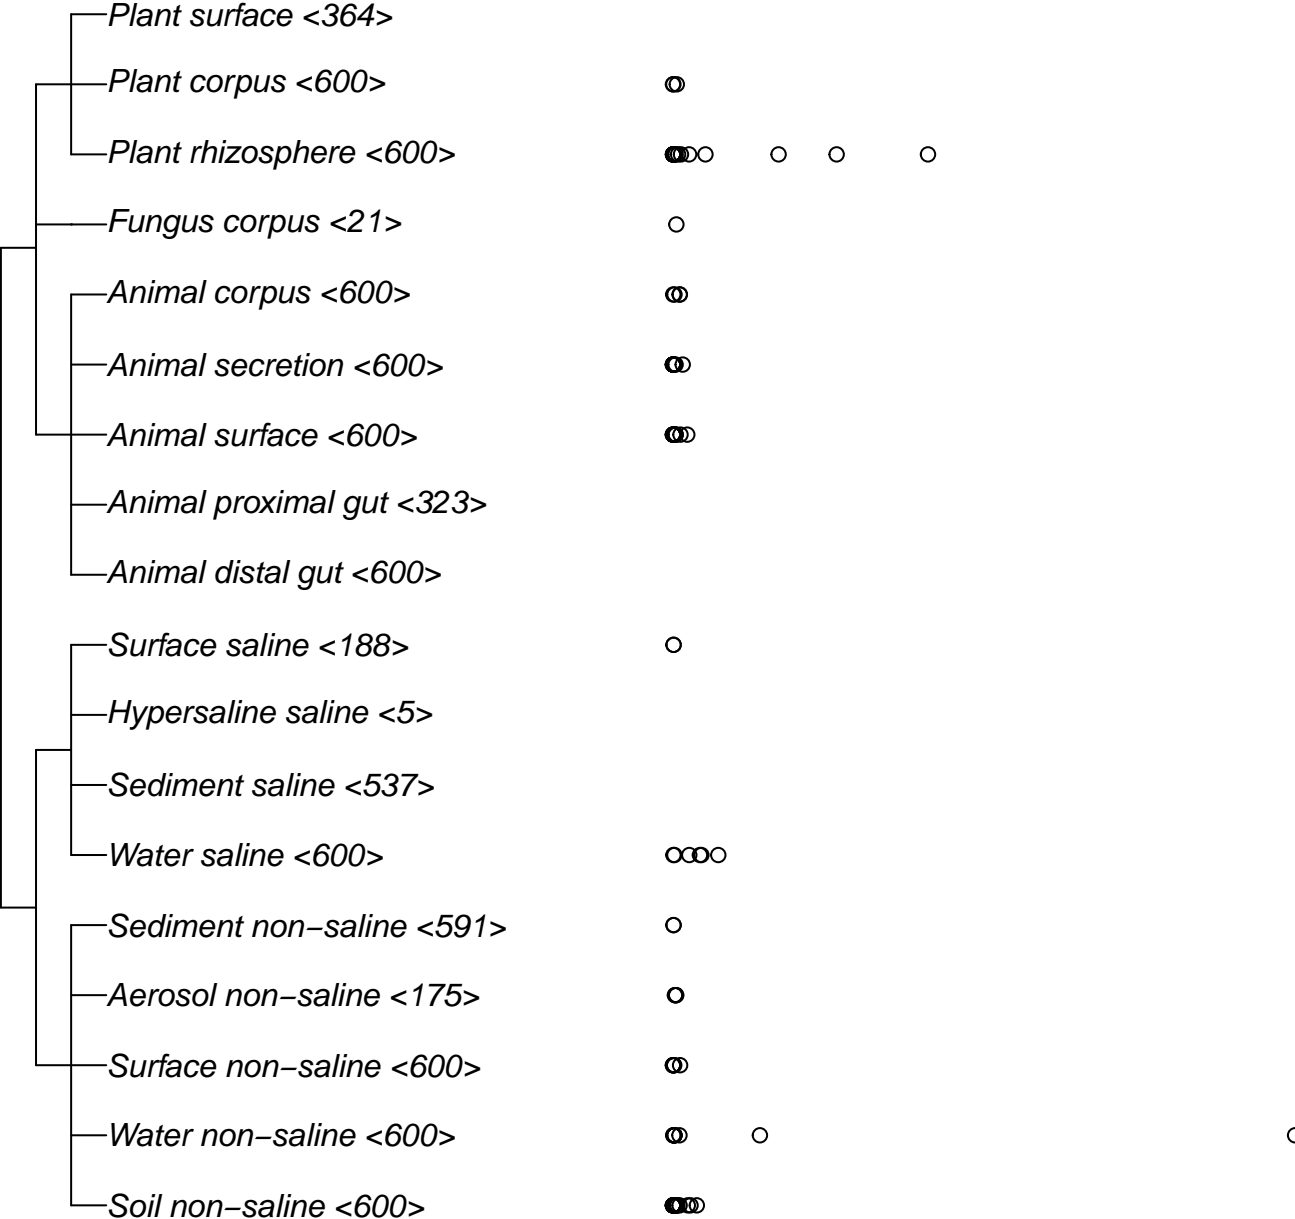 Plant surface <364>
Plant corpus <600>
Plant rhizosphere <600>
Fungus corpus <21>
Animal corpus <600>
Animal secretion <600>
Animal surface <600>
Animal proximal gut <323>
Animal distal gut <600>
Surface saline <188>
Hypersaline saline <5>
Sediment saline <537>
Water saline <600>
Sediment non−saline <591>
Aerosol non−saline <175>
Surface non−saline <600>
Water non−saline <600>
Soil non−saline <600>